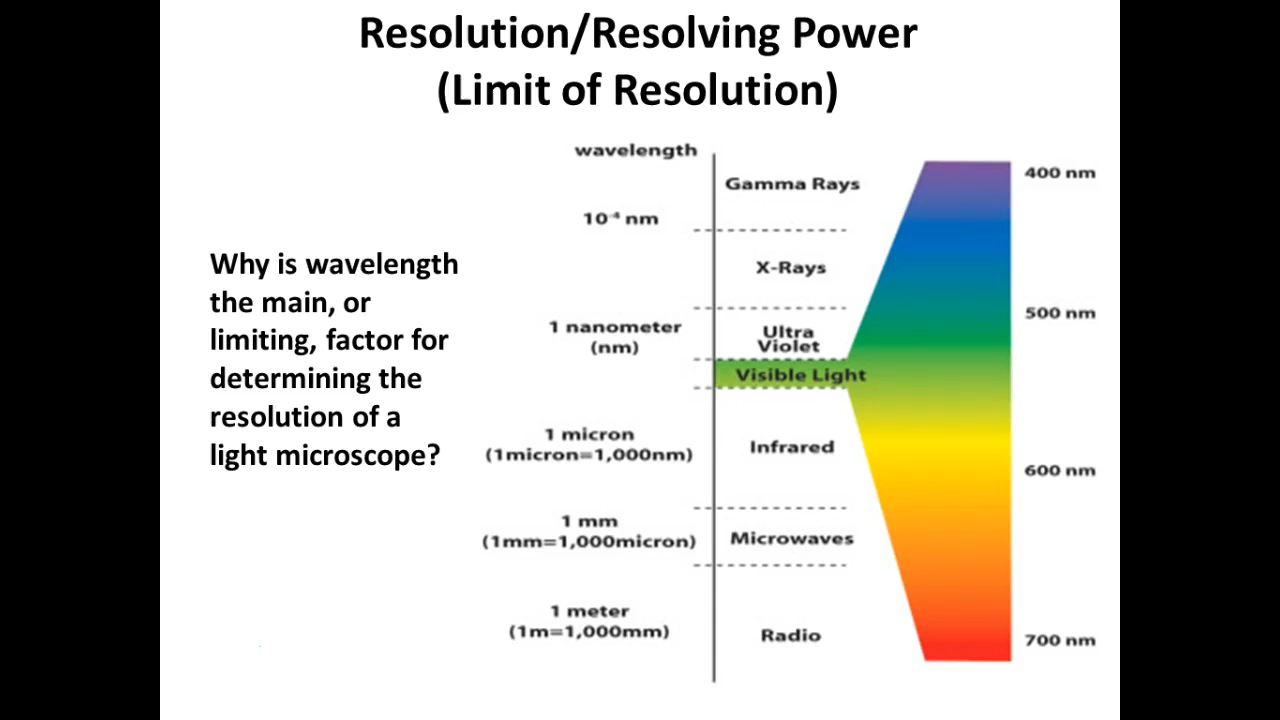 Resolution/Resolving Power
(Limit of Resolution)
Why is wavelength
the main, or
limiting, factor for
determining the
resolution of a
light microscope?
wavelength
Gamma Rays
10⁻⁴ nm
X-Rays
1 nanometer
(nm)
Ultra
Violet
Visible Light
1 micron
(1micron=1,000nm)
Infrared
1 mm
(1mm=1,000micron)
Microwaves
1 meter
(1m=1,000mm)
Radio
400 nm
500 nm
600 nm
700 nm